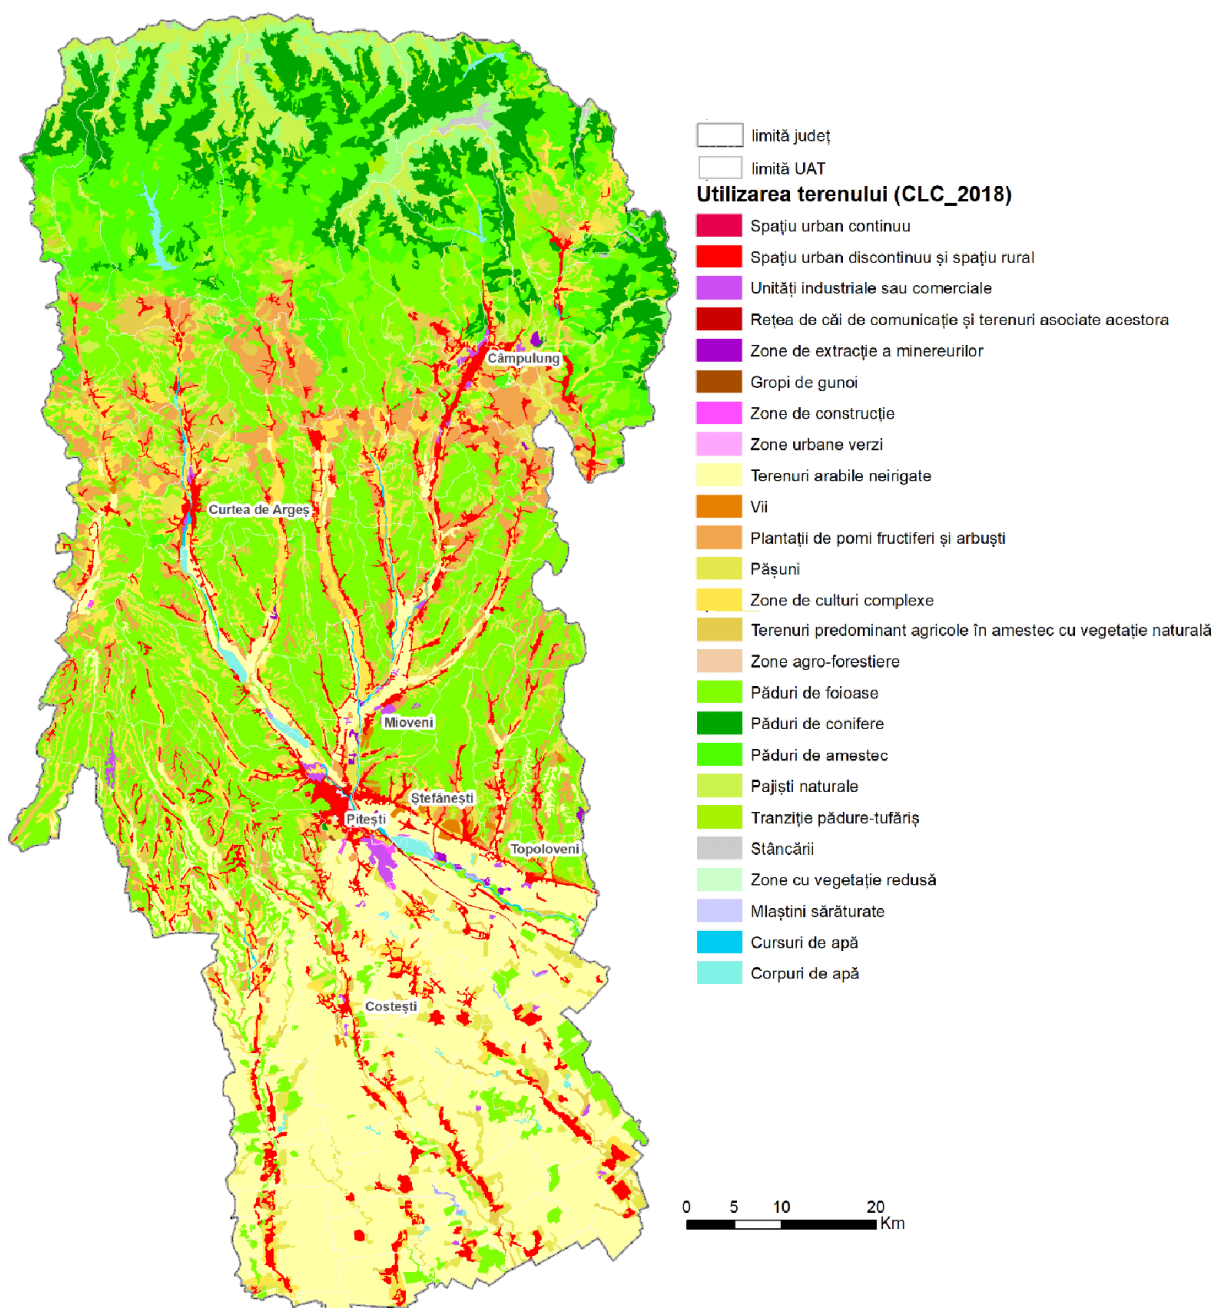 limită județ
limită UAT
Utilizarea terenului (CLC_2018)
Spațiu urban continuu
Spațiu urban discontinuu și spațiu rural
Unități industriale sau comerciale
Rețea de căi de comunicație și terenuri asociate acestora
Zone de extracție a minereurilor
Gropi de gunoi
Zone de construcție
Zone urbane verzi
Terenuri arabile neirigate
Vii
Plantații de pomi fructiferi și arbuști
Pășuni
Zone de culturi complexe
Terenuri predominant agricole în amestec cu vegetație naturală
Zone agro-forestiere
Păduri de foioase
Păduri de conifere
Păduri de amestec
Pajiști naturale
Tranziție pădure-tufăriș
Stâncării
Zone cu vegetație redusă
Mlaștini sărăturate
Cursuri de apă
Corpuri de apă
Câmpulung
Curtea de Argeș
Mioveni
Ștefănești
Pitești
Topoloveni
Costești
0 5 10 20
Km